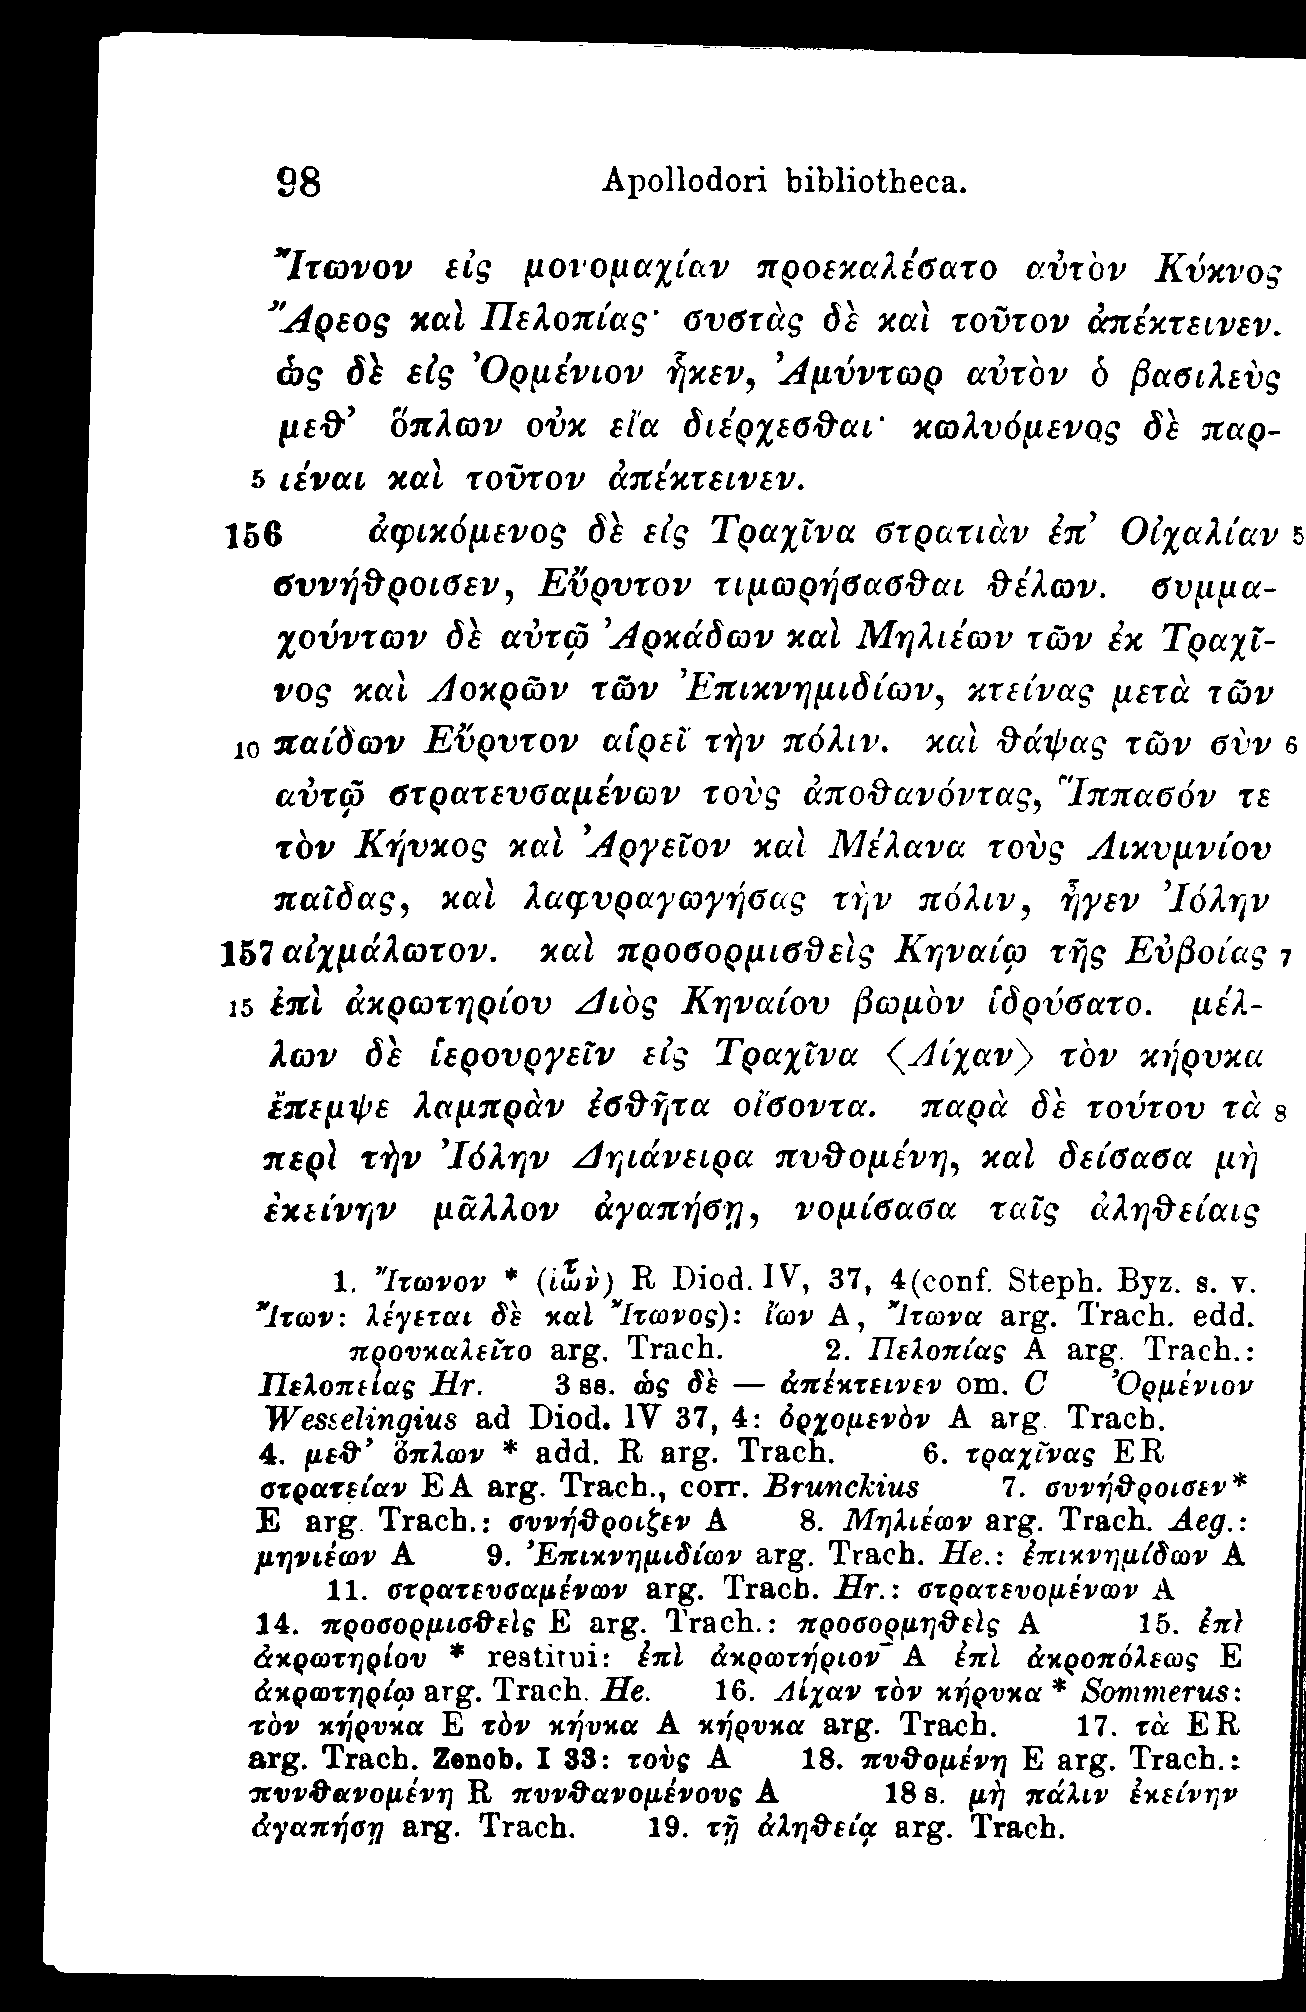 98 Apollodori bibliotheca.
Ἴτωνον εἰς μονομαχίαν προεκαλέσατο αὐτὸν Κύκνος
Ἄρεος καὶ Πελοπίας· συστὰς δὲ καὶ τοῦτον ἀπέκτεινεν.
ὡς δὲ εἰς Ὀρμένιον ἧκεν, Ἀμύντωρ αὐτὸν ὁ βασιλεὺς
μεθ’ ὅπλων οὐκ εἴα διέρχεσθαι· κωλυόμενος δὲ παρ-
5 ιέναι καὶ τοῦτον ἀπέκτεινεν.
156 ἀφικόμενος δὲ εἰς Τραχῖνα στρατιὰν ἐπ’ Οἰχαλίαν 5
συνήθροισεν, Εὔρυτον τιμωρήσασθαι θέλων. συμμα-
χούντων δὲ αὐτῷ Ἀρκάδων καὶ Μηλιέων τῶν ἐκ Τραχῖ-
νος καὶ Λοκρῶν τῶν Ἐπικνημιδίων, κτείνας μετὰ τῶν
10 παίδων Εὔρυτον αἱρεῖ τὴν πόλιν. καὶ θάψας τῶν σὺν 6
αὐτῷ στρατευσαμένων τοὺς ἀποθανόντας, Ἵππασόν τε
τὸν Κήυκος καὶ Ἀργεῖον καὶ Μέλανα τοὺς Λικυμνίου
παῖδας, καὶ λαφυραγωγήσας τὴν πόλιν, ἦγεν Ἰόλην
157 αἰχμάλωτον. καὶ προσορμισθεὶς Κηναίῳ τῆς Εὐβοίας 7
15 ἐπὶ ἀκρωτηρίου Διὸς Κηναίου βωμὸν ἱδρύσατο. μέλ-
λων δὲ ἱερουργεῖν εἰς Τραχῖνα ⟨Λίχαν⟩ τὸν κήρυκα
ἔπεμψε λαμπρὰν ἐσθῆτα οἴσοντα. παρὰ δὲ τούτου τὰ 8
περὶ τὴν Ἰόλην Δηιάνειρα πυθομένη, καὶ δείσασα μὴ
ἐκείνην μᾶλλον ἀγαπήσῃ, νομίσασα ταῖς ἀληθείαις
1. Ἴτωνον * (ἰῶν̀) R Diod. IV, 37, 4 (conf. Steph. Byz. s. v.
Ἴτων: λέγεται δὲ καὶ Ἴτωνος): ἴων A, Ἴτωνα arg. Trach. edd.
προυκαλεῖτο arg. Trach. 2. Πελοπίας A arg. Trach.:
Πελοπείας Hr. 3 ss. ὡς δὲ — ἀπέκτεινεν om. C Ὀρμένιον
Wesselingius ad Diod. IV 37, 4: ὀρχομενὸν A arg. Trach.
4. μεθ’ ὅπλων * add. R arg. Trach. 6. τραχῖνας ER
στρατείαν EA arg. Trach., corr. Brunckius 7. συνήθροισεν *
E arg. Trach.: συνήθροιζεν A 8. Μηλιέων arg. Trach. Aeg.:
μηνιέων A 9. Ἐπικνημιδίων arg. Trach. He.: ἐπικνημίδων A
11. στρατευσαμένων arg. Trach. Hr.: στρατευομένων A
14. προσορμισθεὶς E arg. Trach.: προσορμηθεὶς A 15. ἐπὶ
ἀκρωτηρίου * restitui: ἐπὶ ἀκρωτήριον A ἐπὶ ἀκροπόλεως E
ἀκρωτηρίῳ arg. Trach. He. 16. Λίχαν τὸν κήρυκα * Sommerus:
τὸν κήρυκα E τὸν κήυκα A κήρυκα arg. Trach. 17. τὰ ER
arg. Trach. Zenob. I 33: τοὺς A 18. πυθομένη E arg. Trach.:
πυνθανομένη R πυνθανομένους A 18 s. μὴ πάλιν ἐκείνην
ἀγαπήσῃ arg. Trach. 19. τῇ ἀληθείᾳ arg. Trach.